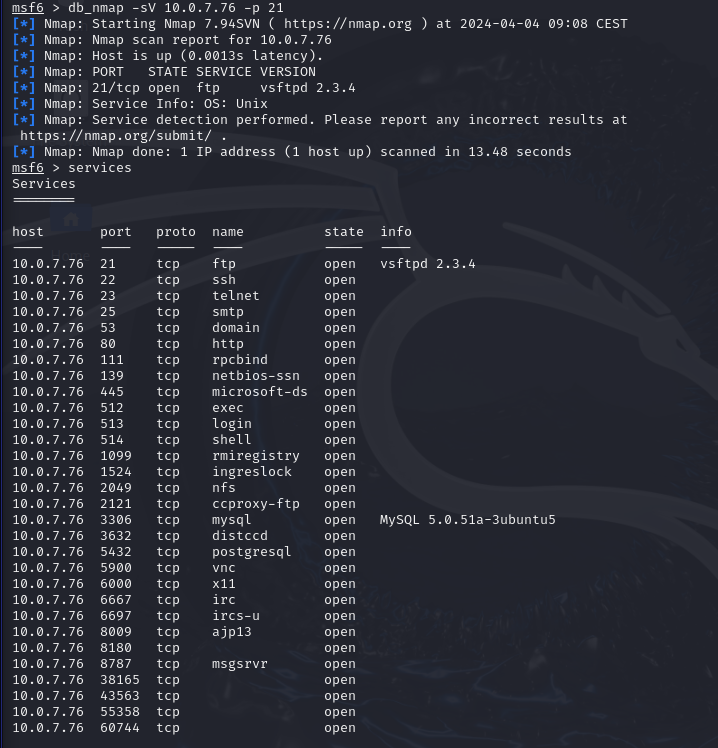 msf6 > db_nmap -sV 10.0.7.76 -p 21
[*] Nmap: Starting Nmap 7.94SVN ( https://nmap.org ) at 2024-04-04 09:08 CEST
[*] Nmap: Nmap scan report for 10.0.7.76
[*] Nmap: Host is up (0.0013s latency).
[*] Nmap: PORT   STATE SERVICE VERSION
[*] Nmap: 21/tcp open  ftp     vsftpd 2.3.4
[*] Nmap: Service Info: OS: Unix
[*] Nmap: Service detection performed. Please report any incorrect results at
 https://nmap.org/submit/ .
[*] Nmap: Nmap done: 1 IP address (1 host up) scanned in 13.48 seconds
msf6 > services
Services
========

host       port   proto  name          state  info
----       ----   -----  ----          -----  ----
10.0.7.76  21     tcp    ftp           open   vsftpd 2.3.4
10.0.7.76  22     tcp    ssh           open
10.0.7.76  23     tcp    telnet        open
10.0.7.76  25     tcp    smtp          open
10.0.7.76  53     tcp    domain        open
10.0.7.76  80     tcp    http          open
10.0.7.76  111    tcp    rpcbind       open
10.0.7.76  139    tcp    netbios-ssn   open
10.0.7.76  445    tcp    microsoft-ds  open
10.0.7.76  512    tcp    exec          open
10.0.7.76  513    tcp    login         open
10.0.7.76  514    tcp    shell         open
10.0.7.76  1099   tcp    rmiregistry   open
10.0.7.76  1524   tcp    ingreslock    open
10.0.7.76  2049   tcp    nfs           open
10.0.7.76  2121   tcp    ccproxy-ftp   open
10.0.7.76  3306   tcp    mysql         open   MySQL 5.0.51a-3ubuntu5
10.0.7.76  3632   tcp    distccd       open
10.0.7.76  5432   tcp    postgresql    open
10.0.7.76  5900   tcp    vnc           open
10.0.7.76  6000   tcp    x11           open
10.0.7.76  6667   tcp    irc           open
10.0.7.76  6697   tcp    ircs-u        open
10.0.7.76  8009   tcp    ajp13         open
10.0.7.76  8180   tcp                  open
10.0.7.76  8787   tcp    msgsrvr       open
10.0.7.76  38165  tcp                  open
10.0.7.76  43563  tcp                  open
10.0.7.76  55358  tcp                  open
10.0.7.76  60744  tcp                  open